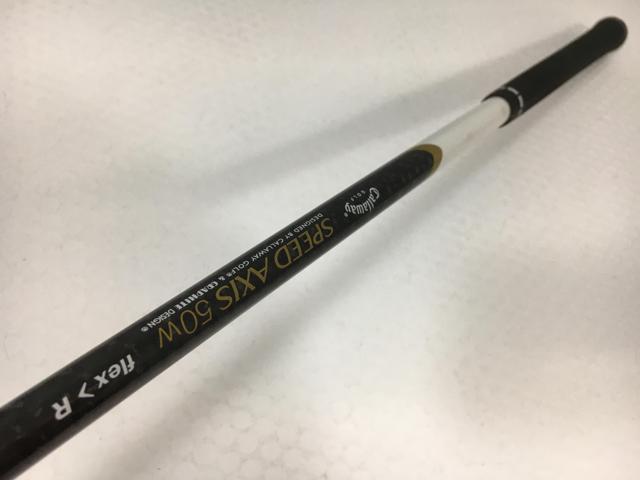 Callaway®
GOLF
SPEED AXIS 50W
DESIGNED BY CALLAWAY GOLF® & GRAPHITE DESIGN®
flex > R